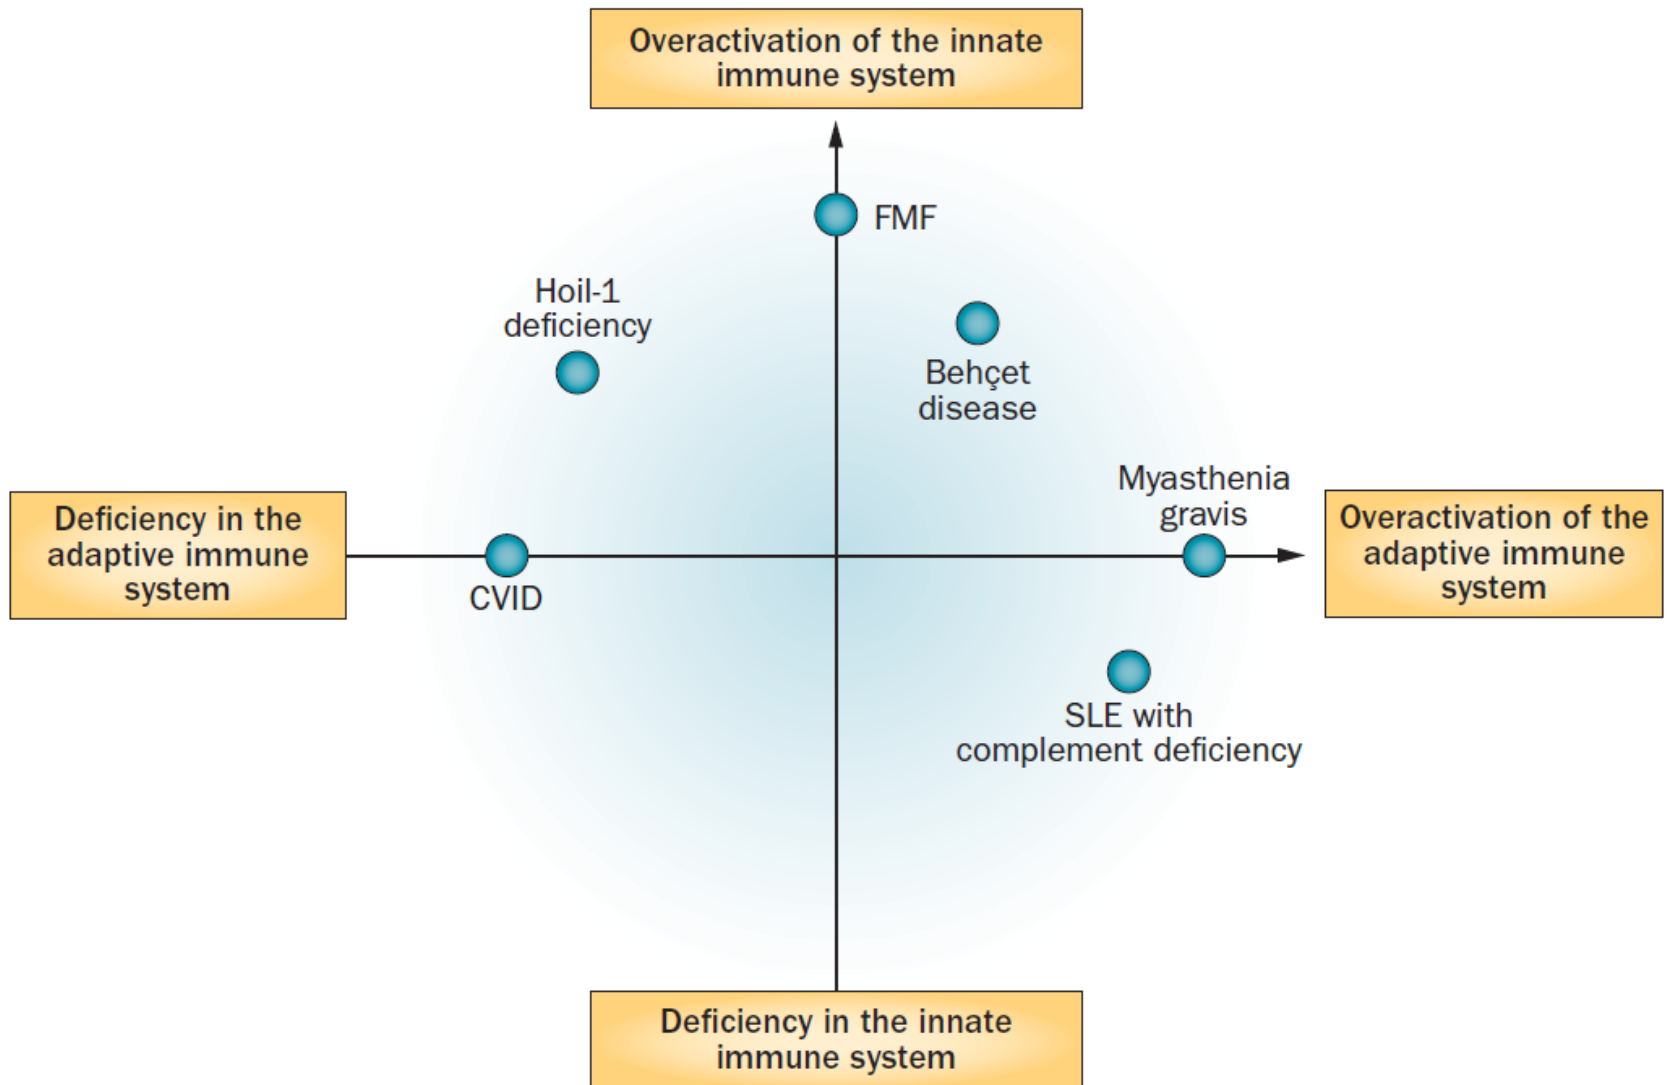 Overactivation of the innate
immune system
FMF
Hoil-1
deficiency
Behçet
disease
Myasthenia
gravis
Deficiency in the
adaptive immune
system
Overactivation of the
adaptive immune
system
CVID
SLE with
complement deficiency
Deficiency in the innate
immune system